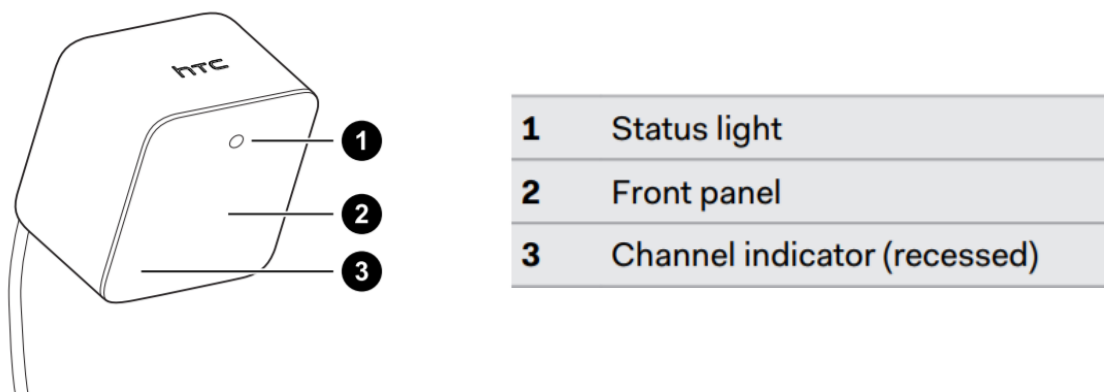 hTC
1
2
3
1 Status light
2 Front panel
3 Channel indicator (recessed)